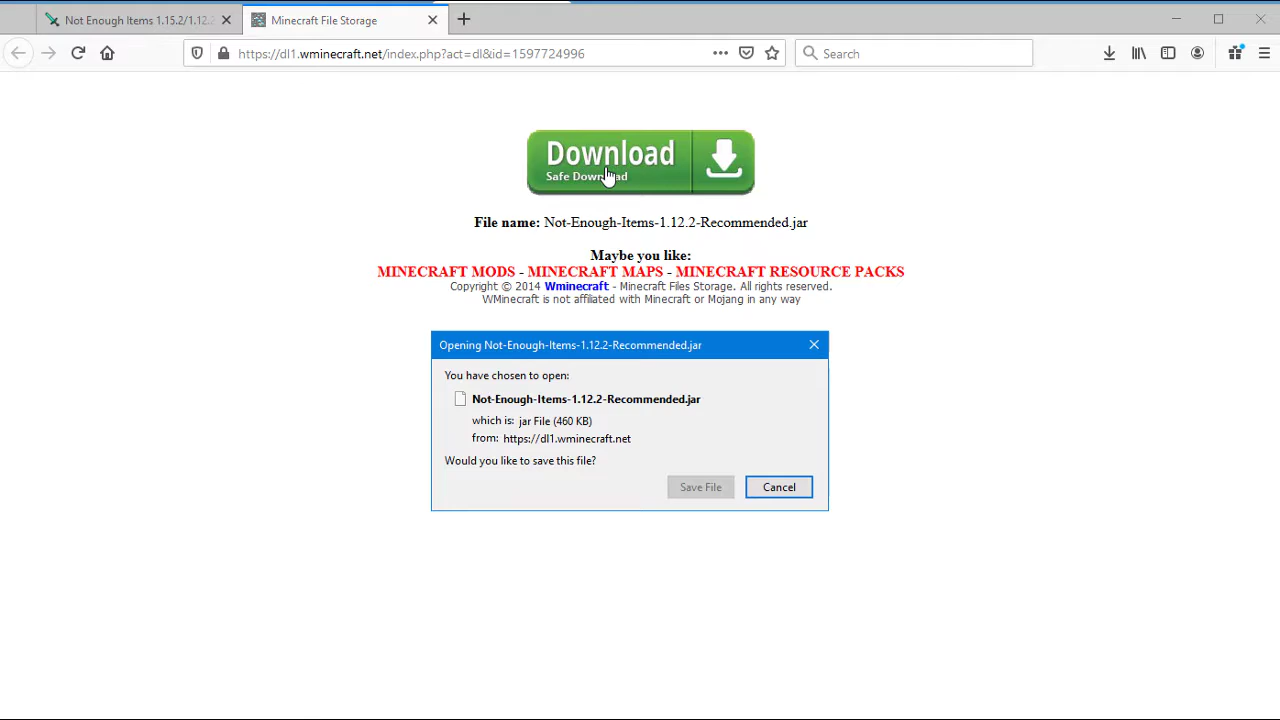 Not Enough Items 1.15.2/1.12.2
Minecraft File Storage
https://dl1.wminecraft.net/index.php?act=dl&id=1597724996
Search
Download
Safe Download
File name: Not-Enough-Items-1.12.2-Recommended.jar
Maybe you like:
MINECRAFT MODS - MINECRAFT MAPS - MINECRAFT RESOURCE PACKS
Copyright © 2014 Wminecraft - Minecraft Files Storage. All rights reserved.
WMinecraft is not affiliated with Minecraft or Mojang in any way
Opening Not-Enough-Items-1.12.2-Recommended.jar
You have chosen to open:
Not-Enough-Items-1.12.2-Recommended.jar
which is: jar File (460 KB)
from: https://dl1.wminecraft.net
Would you like to save this file?
Save File
Cancel